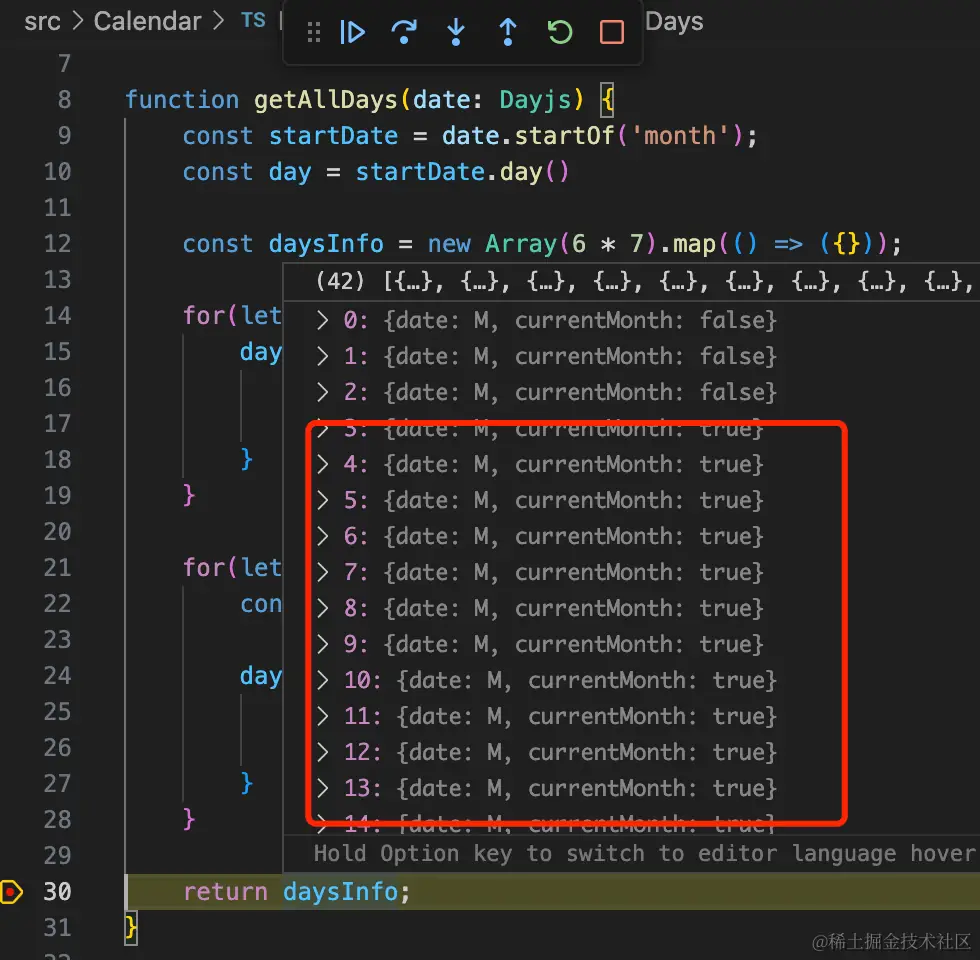 src > Calendar > TS Days
7
8 function getAllDays(date: Dayjs) {
9 const startDate = date.startOf('month');
10 const day = startDate.day()
11
12 const daysInfo = new Array(6 * 7).map(() => ({}));
13 (42) [{…}, {…}, {…}, {…}, {…}, {…}, {…}, {…}, {…},
14 for(let > 0: {date: M, currentMonth: false}
15 day > 1: {date: M, currentMonth: false}
16 > 2: {date: M, currentMonth: false}
17 > 3: {date: M, currentMonth: true}
18 } > 4: {date: M, currentMonth: true}
19 } > 5: {date: M, currentMonth: true}
20 > 6: {date: M, currentMonth: true}
21 for(let > 7: {date: M, currentMonth: true}
22 con > 8: {date: M, currentMonth: true}
23 > 9: {date: M, currentMonth: true}
24 day > 10: {date: M, currentMonth: true}
25 > 11: {date: M, currentMonth: true}
26 > 12: {date: M, currentMonth: true}
27 } > 13: {date: M, currentMonth: true}
28 } > 14: {date: M, currentMonth: true}
29 Hold Option key to switch to editor language hover
30 return daysInfo;
31 }
@稀土掘金技术社区